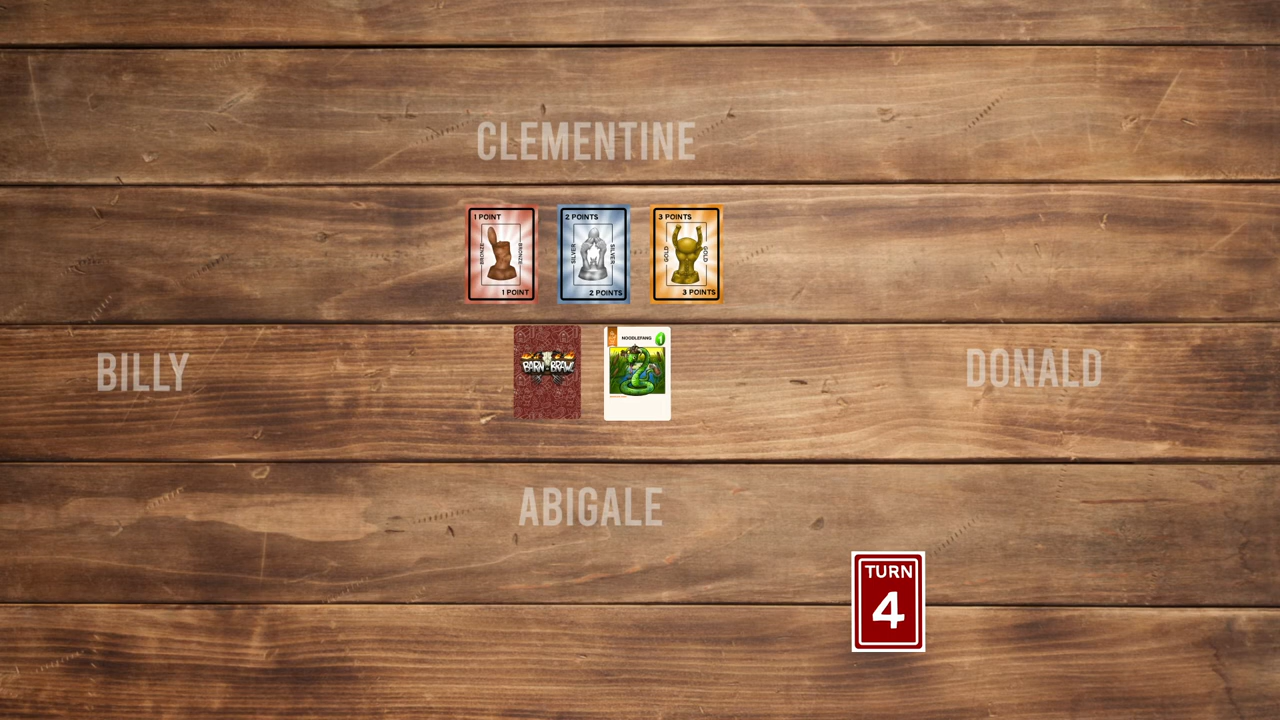 CLEMENTINE
1 POINT
BRONZE
BRONZE
1 POINT
2 POINTS
SILVER
SILVER
2 POINTS
3 POINTS
GOLD
GOLD
3 POINTS
BILLY
BARN BRAWL
NOODLEFANG
1
DONALD
ABIGALE
TURN
4